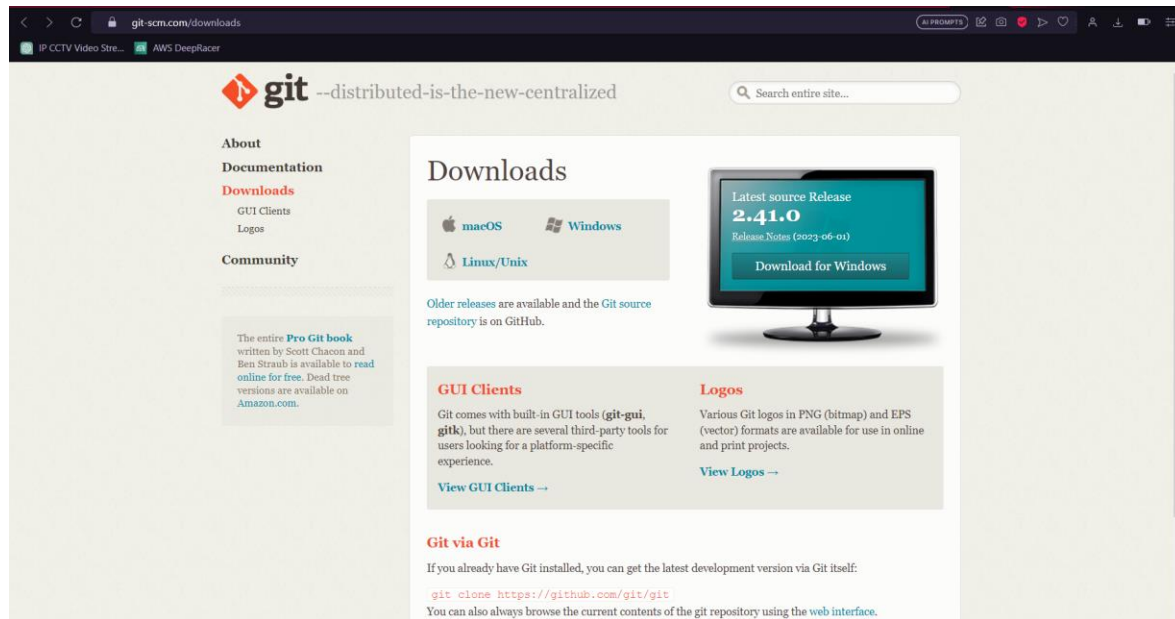 git-scm.com/downloads
AI PROMPTS
IP CCTV Video Stre...
AWS DeepRacer
git --distributed-is-the-new-centralized
Search entire site...
About
Documentation
Downloads
GUI Clients
Logos
Community
The entire Pro Git book
written by Scott Chacon and
Ben Straub is available to read
online for free. Dead tree
versions are available on
Amazon.com.
Downloads
macOS
Windows
Linux/Unix
Older releases are available and the Git source
repository is on GitHub.
Latest source Release
2.41.0
Release Notes (2023-06-01)
Download for Windows
GUI Clients
Git comes with built-in GUI tools (git-gui,
gitk), but there are several third-party tools for
users looking for a platform-specific
experience.
View GUI Clients →
Logos
Various Git logos in PNG (bitmap) and EPS
(vector) formats are available for use in online
and print projects.
View Logos →
Git via Git
If you already have Git installed, you can get the latest development version via Git itself:
git clone https://github.com/git/git
You can also always browse the current contents of the git repository using the web interface.